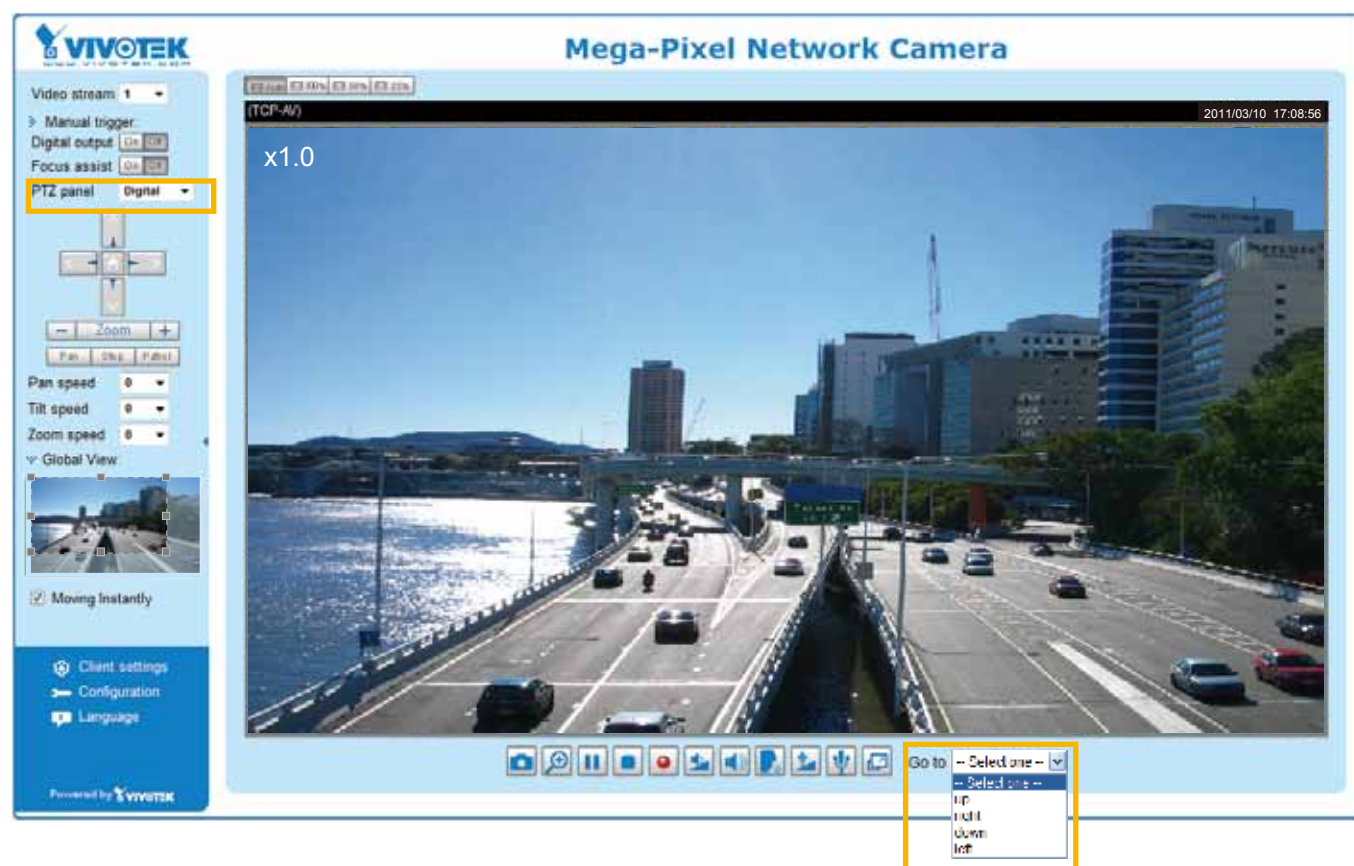 VIVOTEK
Mega-Pixel Network Camera
Video stream 1
Manual trigger
Digital output On Off
Focus assist On Off
PTZ panel Digital
Zoom
Pan Stop Patrol
Pan speed 0
Tilt speed 0
Zoom speed 0
Global View
Moving Instantly
Client settings
Configuration
Language
Powered by VIVOTEK
(TCP-AV)
2011/03/10 17:08:56
x1.0
Go to -- Select one --
-- Select one --
up
right
down
left